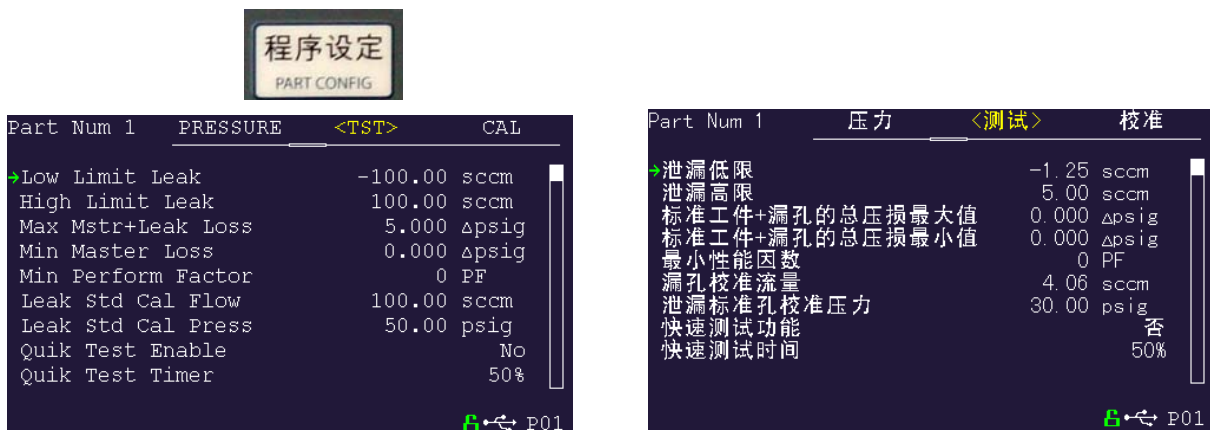 程序设定
PART CONFIG
Part Num 1 PRESSURE <TST> CAL
→Low Limit Leak -100.00 sccm
High Limit Leak 100.00 sccm
Max Mstr+Leak Loss 5.000 Δpsig
Min Master Loss 0.000 Δpsig
Min Perform Factor 0 PF
Leak Std Cal Flow 100.00 sccm
Leak Std Cal Press 50.00 psig
Quik Test Enable No
Quik Test Timer 50%
P01
Part Num 1 压力 <测试> 校准
→泄漏低限 -1.25 sccm
泄漏高限 5.00 sccm
标准工件+漏孔的总压损最大值 0.000 Δpsig
标准工件+漏孔的总压损最小值 0.000 Δpsig
最小性能因数 0 PF
漏孔校准流量 4.06 sccm
泄漏标准孔校准压力 30.00 psig
快速测试功能 否
快速测试时间 50%
P01